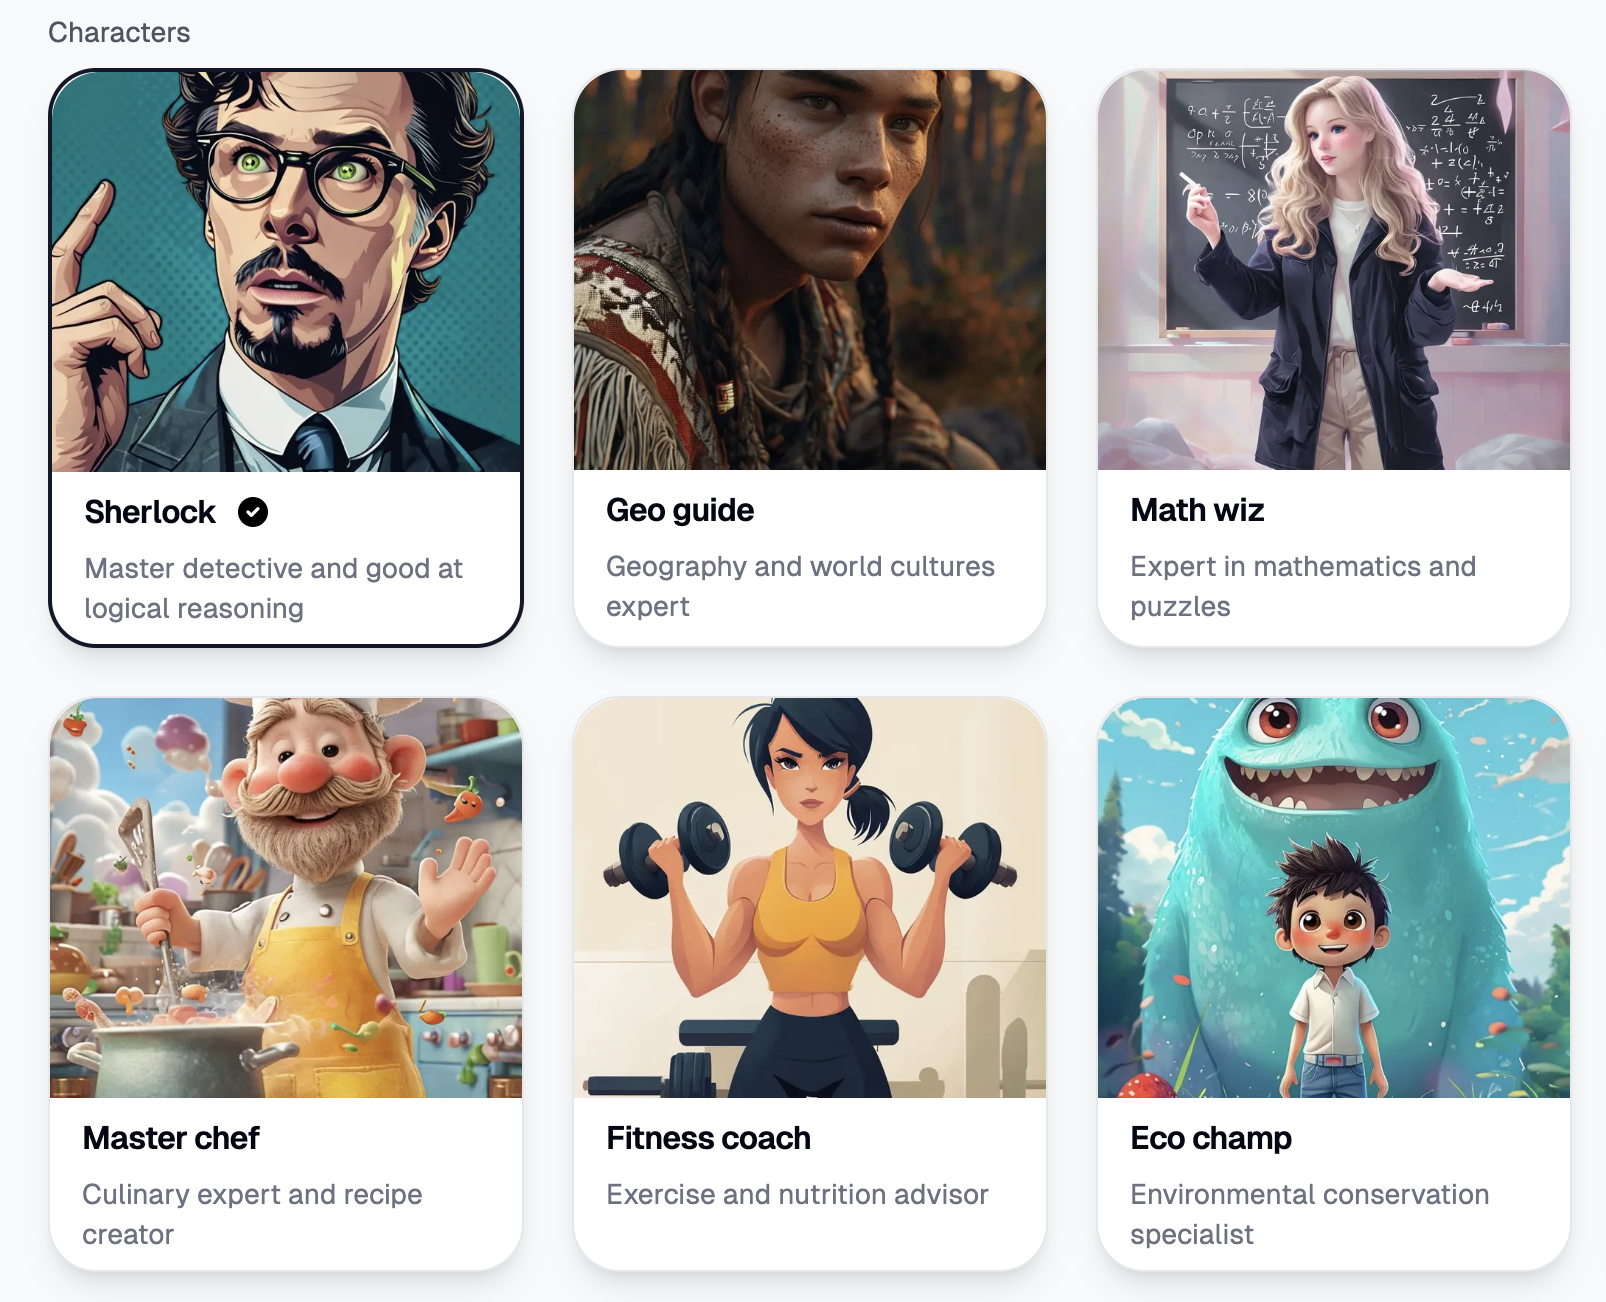 Characters
Sherlock
Master detective and good at
logical reasoning
Geo guide
Geography and world cultures
expert
Math wiz
Expert in mathematics and
puzzles
Master chef
Culinary expert and recipe
creator
Fitness coach
Exercise and nutrition advisor
Eco champ
Environmental conservation
specialist